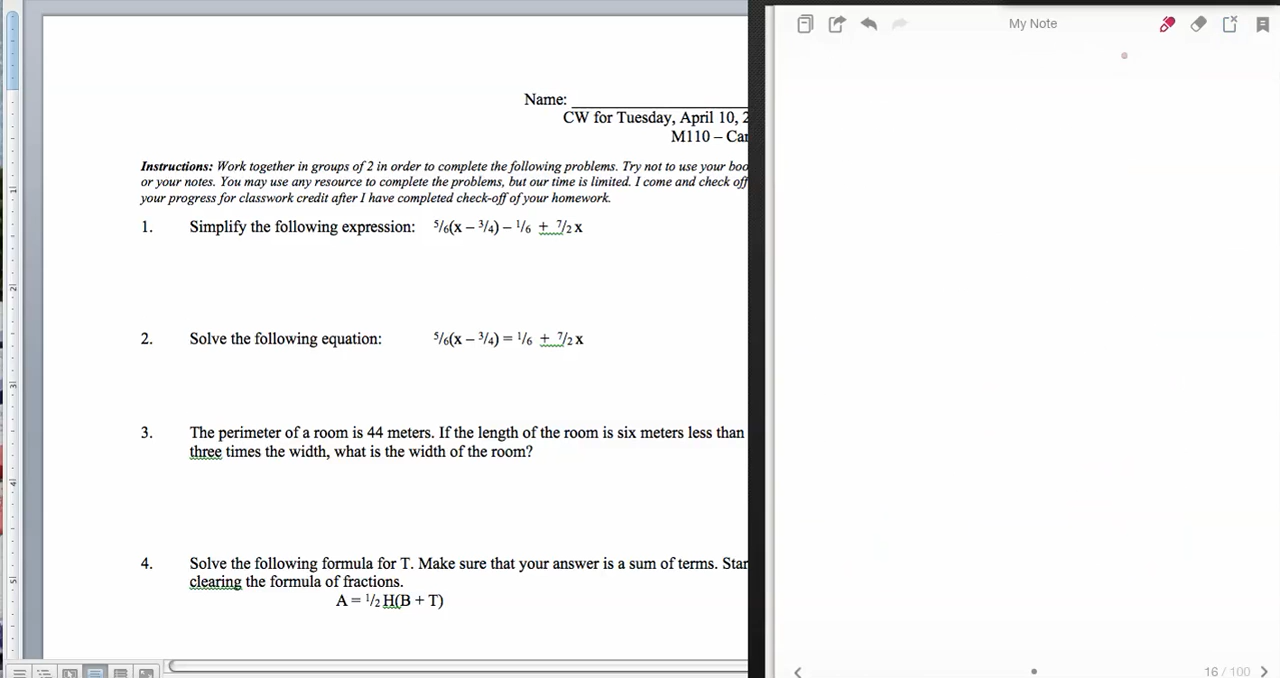 My Note
Name: ____________________
CW for Tuesday, April 10, 2
M110 – Car
Instructions: Work together in groups of 2 in order to complete the following problems. Try not to use your boo
or your notes. You may use any resource to complete the problems, but our time is limited. I come and check off
your progress for classwork credit after I have completed check-off of your homework.
1. Simplify the following expression: 5/6(x – 3/4) – 1/6 + 7/2 x
2. Solve the following equation: 5/6(x – 3/4) = 1/6 + 7/2 x
3. The perimeter of a room is 44 meters. If the length of the room is six meters less than
three times the width, what is the width of the room?
4. Solve the following formula for T. Make sure that your answer is a sum of terms. Star
clearing the formula of fractions.
A = 1/2 H(B + T)
16 / 100